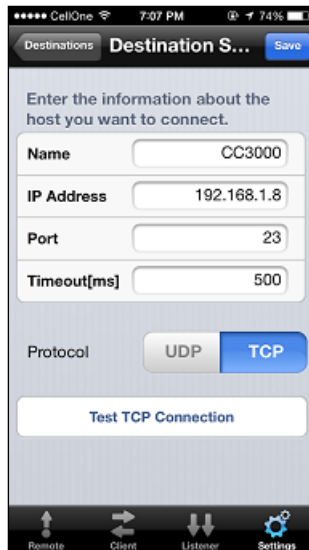 CellOne 7:07 PM 74%
Destinations Destination S... Save
Enter the information about the
host you want to connect.
Name CC3000
IP Address 192.168.1.8
Port 23
Timeout[ms] 500
Protocol UDP TCP
Test TCP Connection
Remote Client Listener Settings